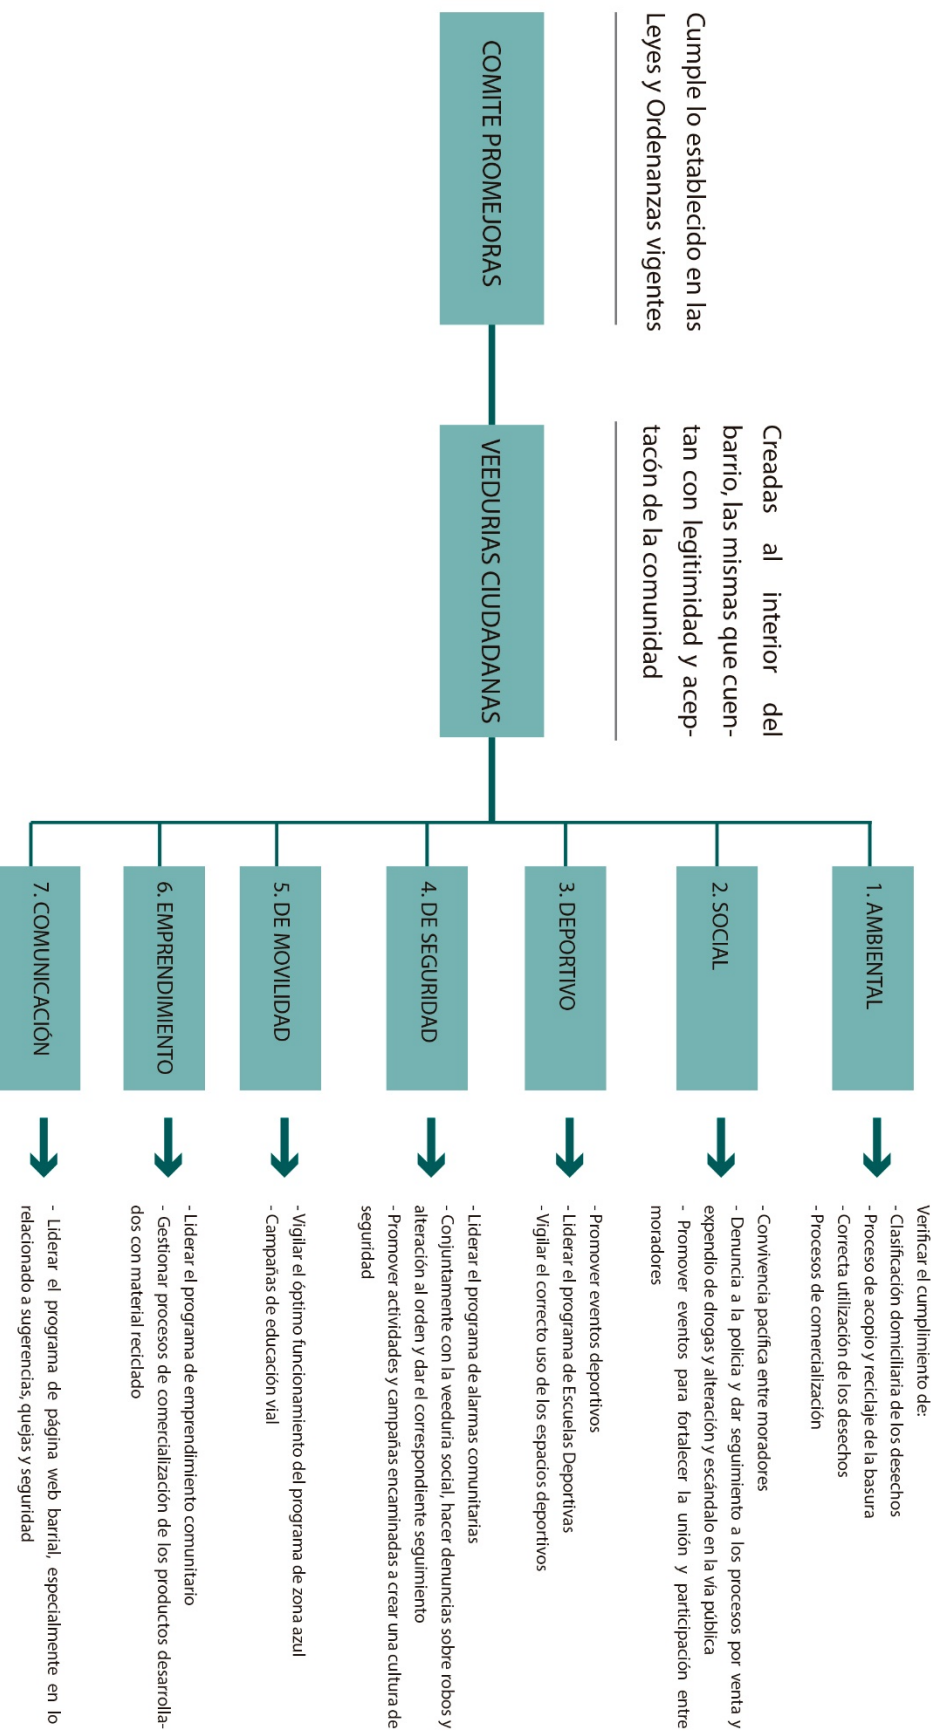 Cumple lo establecido en las
Leyes y Ordenanzas vigentes
COMITE PROMEJORAS
Creadas al interior del
barrio, las mismas que cuen-
tan con legitimidad y acep-
tacón de la comunidad
VEEDURIAS CIUDADANAS
1. AMBIENTAL
Verificar el cumplimiento de:
- Clasificación domiciliaria de los desechos
- Proceso de acopio y reciclaje de la basura
- Correcta utilización de los desechos
- Procesos de comercialización
2. SOCIAL
- Convivencia pacífica entre moradores
- Denuncia a la policia y dar seguimiento a los procesos por venta y
expendio de drogas y alteración y escándalo en la vía pública
- Promover eventos para fortalecer la unión y participación entre
moradores
3. DEPORTIVO
- Promover eventos deportivos
- Liderar el programa de Escuelas Deportivas
- Vigilar el correcto uso de los espacios deportivos
4. DE SEGURIDAD
- Liderar el programa de alarmas comunitarias
- Conjuntamente con la veeduria social, hacer denuncias sobre robos y
alteración al orden y dar el correspondiente seguimiento
- Promover actividades y campañas encaminadas a crear una cultura de
seguridad
5. DE MOVILIDAD
- Vigilar el óptimo funcionamiento del programa de zona azul
- Campañas de educación vial
6. EMPRENDIMIENTO
- Liderar el programa de emprendimiento comunitario
- Gestionar procesos de comercialización de los productos desarrolla-
dos con material reciclado
7. COMUNICACIÓN
- Liderar el programa de página web barrial, especialmente en lo
relacionado a sugerencias, quejas y seguridad